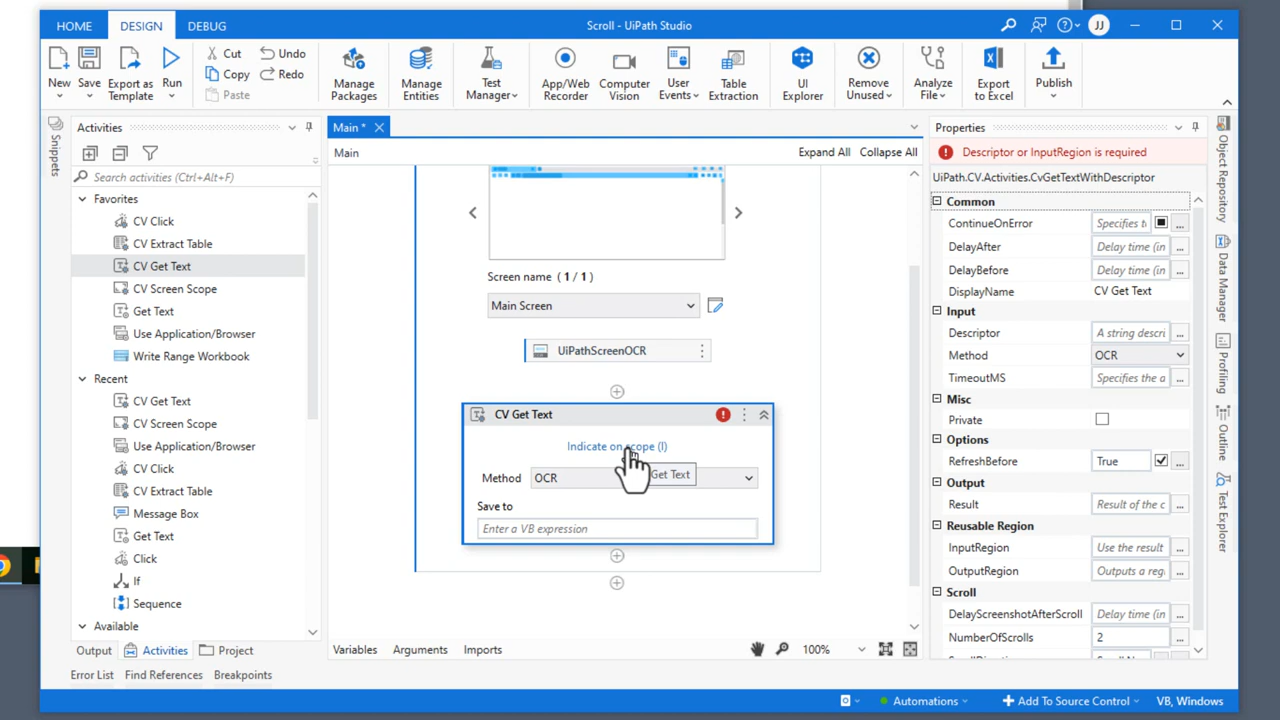 HOME
DESIGN
DEBUG
Scroll - UiPath Studio
JJ
New
Save
Export as Template
Run
Cut
Copy
Paste
Undo
Redo
Manage Packages
Manage Entities
Test Manager
App/Web Recorder
Computer Vision
User Events
Table Extraction
UI Explorer
Remove Unused
Analyze File
Export to Excel
Publish
Snippets
Activities
Search activities (Ctrl+Alt+F)
Favorites
CV Click
CV Extract Table
CV Get Text
CV Screen Scope
Get Text
Use Application/Browser
Write Range Workbook
Recent
CV Get Text
CV Screen Scope
Use Application/Browser
CV Click
CV Extract Table
Message Box
Get Text
Click
If
Sequence
Available
Output
Activities
Project
Main *
Main
Expand All
Collapse All
Screen name ( 1 / 1 )
Main Screen
UiPathScreenOCR
CV Get Text
Indicate on scope (I)
Method
OCR
Get Text
Save to
Enter a VB expression
Variables
Arguments
Imports
100%
Properties
Descriptor or InputRegion is required
UiPath.CV.Activities.CvGetTextWithDescriptor
Common
ContinueOnError
Specifies t
DelayAfter
Delay time (in
DelayBefore
Delay time (in
DisplayName
CV Get Text
Input
Descriptor
A string descri
Method
OCR
TimeoutMS
Specifies the a
Misc
Private
Options
RefreshBefore
True
Output
Result
Result of the c
Reusable Region
InputRegion
Use the result
OutputRegion
Outputs a reg
Scroll
DelayScreenshotAfterScroll
Delay time (in
NumberOfScrolls
2
Object Repository
Data Manager
Profiling
Outline
Test Explorer
Error List
Find References
Breakpoints
Automations
Add To Source Control
VB, Windows